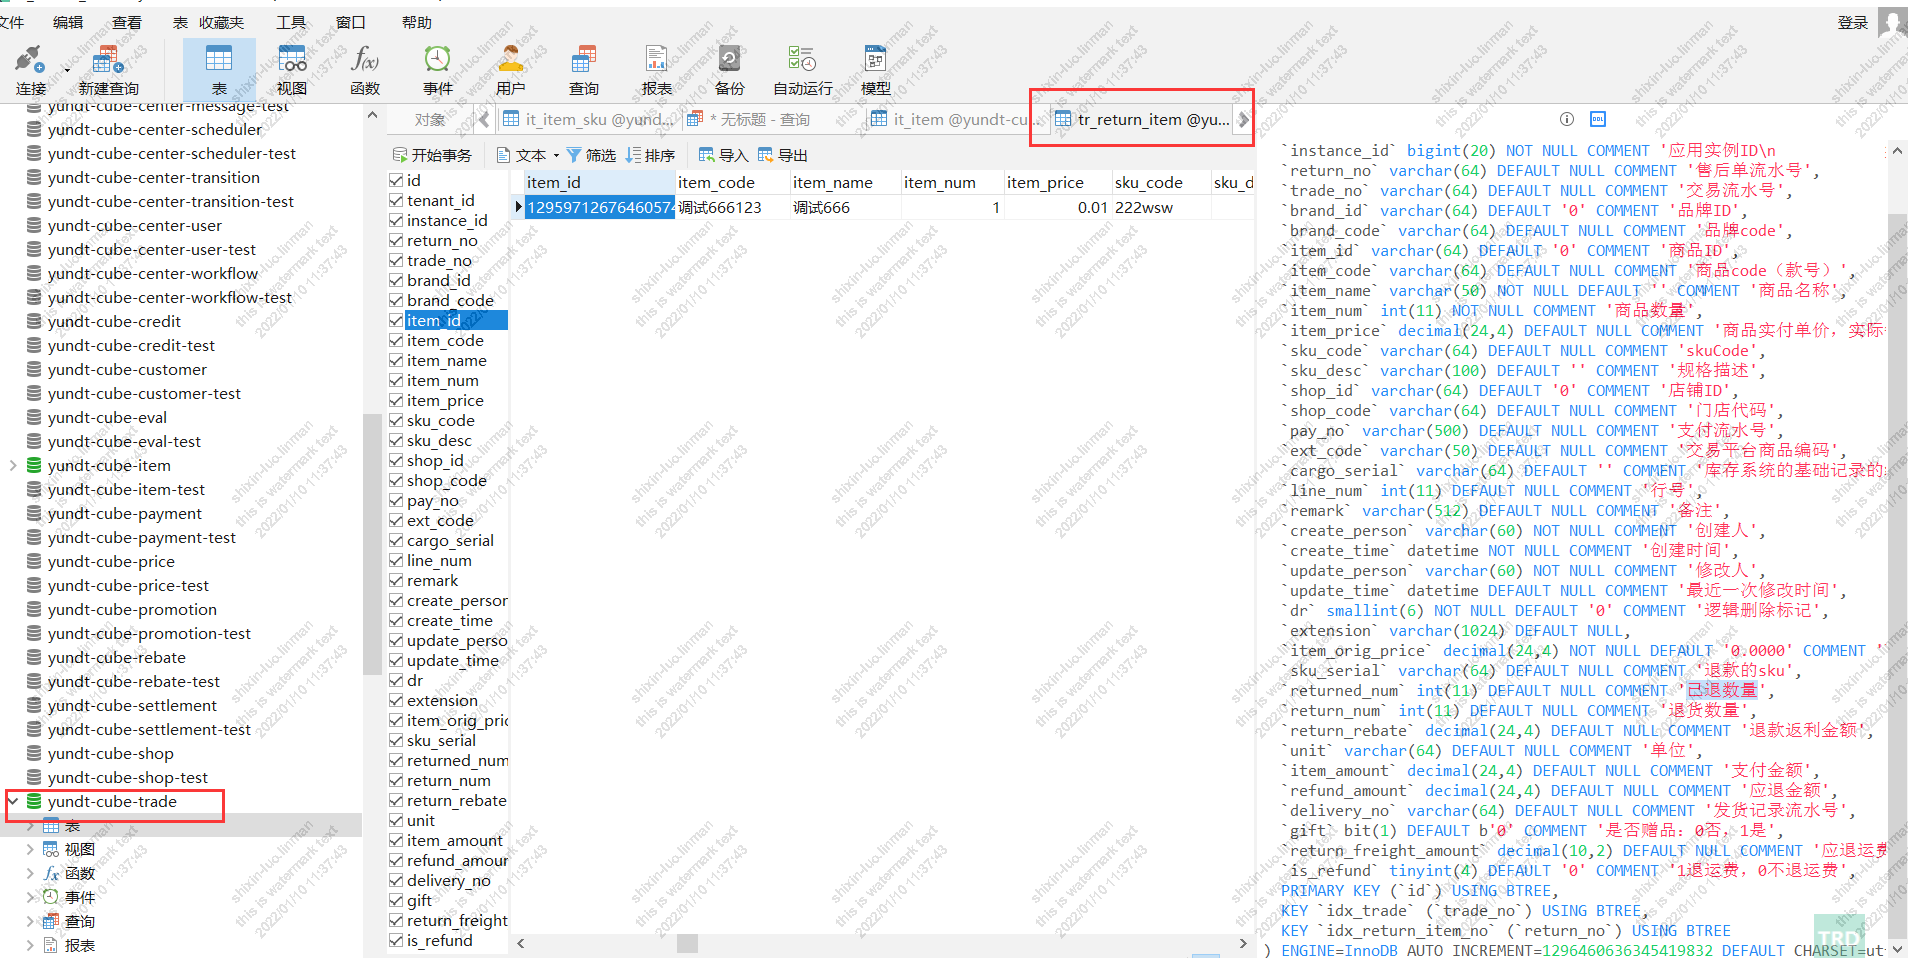 文件 编辑 查看 表 收藏夹 工具 窗口 帮助 登录
连接 新建查询 表 视图 函数 事件 用户 查询 报表 备份 自动运行 模型
yundt-cube-center-message-test
yundt-cube-center-scheduler
yundt-cube-center-scheduler-test
yundt-cube-center-transition
yundt-cube-center-transition-test
yundt-cube-center-user
yundt-cube-center-user-test
yundt-cube-center-workflow
yundt-cube-center-workflow-test
yundt-cube-credit
yundt-cube-credit-test
yundt-cube-customer
yundt-cube-customer-test
yundt-cube-eval
yundt-cube-eval-test
yundt-cube-item
yundt-cube-item-test
yundt-cube-payment
yundt-cube-payment-test
yundt-cube-price
yundt-cube-price-test
yundt-cube-promotion
yundt-cube-promotion-test
yundt-cube-rebate
yundt-cube-rebate-test
yundt-cube-settlement
yundt-cube-settlement-test
yundt-cube-shop
yundt-cube-shop-test
yundt-cube-trade
表
视图
函数
事件
查询
报表
对象 it_item_sku @yund... * 无标题 - 查询 it_item @yundt-cu... tr_return_item @yu...
开始事务 文本 筛选 排序 导入 导出
id
tenant_id
instance_id
return_no
trade_no
brand_id
brand_code
item_id
item_code
item_name
item_num
item_price
sku_code
sku_desc
shop_id
shop_code
pay_no
ext_code
cargo_serial
line_num
remark
create_person
create_time
update_perso
update_time
dr
extension
item_orig_pric
sku_serial
returned_num
return_num
return_rebate
unit
item_amount
refund_amour
delivery_no
gift
return_freight
is_refund
item_id item_code item_name item_num item_price sku_code sku_d
12959712676460574 调试666123 调试666 1 0.01 222wsw
DDL
`instance_id` bigint(20) NOT NULL COMMENT '应用实例ID\n
`return_no` varchar(64) DEFAULT NULL COMMENT '售后单流水号',
`trade_no` varchar(64) DEFAULT NULL COMMENT '交易流水号',
`brand_id` varchar(64) DEFAULT '0' COMMENT '品牌ID',
`brand_code` varchar(64) DEFAULT NULL COMMENT '品牌code',
`item_id` varchar(64) DEFAULT '0' COMMENT '商品ID',
`item_code` varchar(64) DEFAULT NULL COMMENT '商品code（款号）',
`item_name` varchar(50) NOT NULL DEFAULT '' COMMENT '商品名称',
`item_num` int(11) NOT NULL COMMENT '商品数量',
`item_price` decimal(24,4) DEFAULT NULL COMMENT '商品实付单价，实际
`sku_code` varchar(64) DEFAULT NULL COMMENT 'skuCode',
`sku_desc` varchar(100) DEFAULT '' COMMENT '规格描述',
`shop_id` varchar(64) DEFAULT '0' COMMENT '店铺ID',
`shop_code` varchar(64) DEFAULT NULL COMMENT '门店代码',
`pay_no` varchar(500) DEFAULT NULL COMMENT '支付流水号',
`ext_code` varchar(50) DEFAULT NULL COMMENT '交易平台商品编码',
`cargo_serial` varchar(64) DEFAULT '' COMMENT '库存系统的基础记录的
`line_num` int(11) DEFAULT NULL COMMENT '行号',
`remark` varchar(512) DEFAULT NULL COMMENT '备注',
`create_person` varchar(60) NOT NULL COMMENT '创建人',
`create_time` datetime NOT NULL COMMENT '创建时间',
`update_person` varchar(60) NOT NULL COMMENT '修改人',
`update_time` datetime DEFAULT NULL COMMENT '最近一次修改时间',
`dr` smallint(6) NOT NULL DEFAULT '0' COMMENT '逻辑删除标记',
`extension` varchar(1024) DEFAULT NULL,
`item_orig_price` decimal(24,4) NOT NULL DEFAULT '0.0000' COMMENT '
`sku_serial` varchar(64) DEFAULT NULL COMMENT '退款的sku',
`returned_num` int(11) DEFAULT NULL COMMENT '已退数量',
`return_num` int(11) DEFAULT NULL COMMENT '退货数量',
`return_rebate` decimal(24,4) DEFAULT NULL COMMENT '退款返利金额',
`unit` varchar(64) DEFAULT NULL COMMENT '单位',
`item_amount` decimal(24,4) DEFAULT NULL COMMENT '支付金额',
`refund_amount` decimal(24,4) DEFAULT NULL COMMENT '应退金额',
`delivery_no` varchar(64) DEFAULT NULL COMMENT '发货记录流水号',
`gift` bit(1) DEFAULT b'0' COMMENT '是否赠品：0否，1是',
`return_freight_amount` decimal(10,2) DEFAULT NULL COMMENT '应退运费
`is_refund` tinyint(4) DEFAULT '0' COMMENT '1退运费，0不退运费',
PRIMARY KEY (`id`) USING BTREE,
KEY `idx_trade` (`trade_no`) USING BTREE,
KEY `idx_return_item_no` (`return_no`) USING BTREE
) ENGINE=InnoDB AUTO_INCREMENT=1296460636345419832 DEFAULT CHARSET=ut
TRD
shixin-luo.linman
this is watermark text
2022/01/10 11:37:43